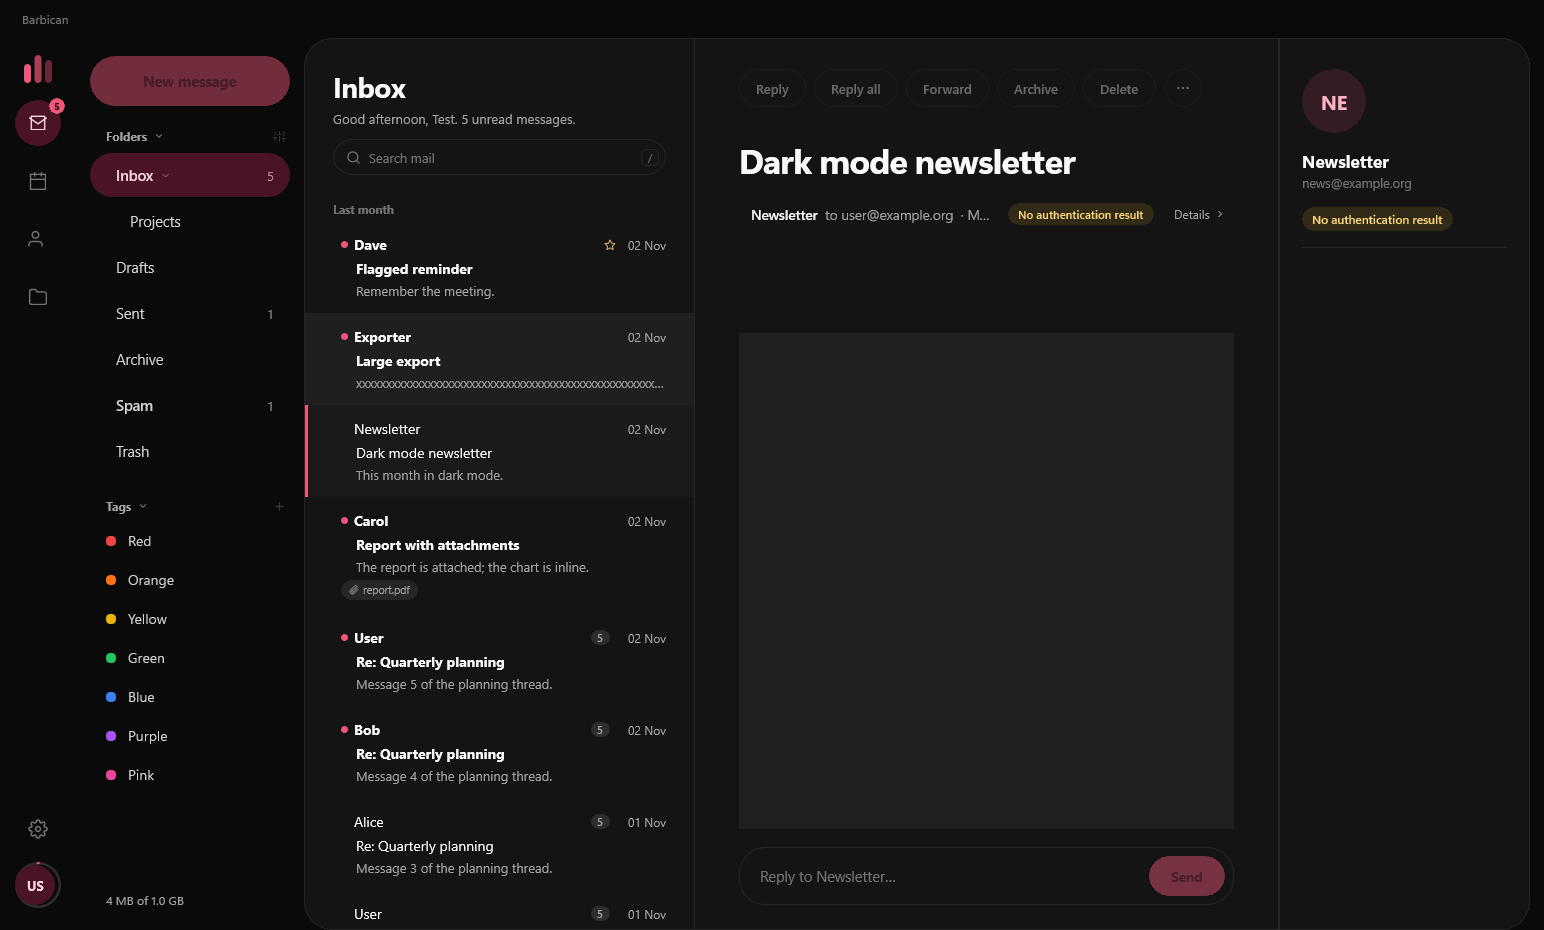 Barbican
5
New message
Folders
Inbox 5
Projects
Drafts
Sent 1
Archive
Spam 1
Trash
Tags
Red
Orange
Yellow
Green
Blue
Purple
Pink
US
4 MB of 1.0 GB
Inbox
Good afternoon, Test. 5 unread messages.
Search mail /
Last month
Dave 02 Nov
Flagged reminder
Remember the meeting.
Exporter 02 Nov
Large export
xxxxxxxxxxxxxxxxxxxxxxxxxxxxxxxxxxxxxxxxxxxxxxxxxx...
Newsletter 02 Nov
Dark mode newsletter
This month in dark mode.
Carol 02 Nov
Report with attachments
The report is attached; the chart is inline.
report.pdf
User 5 02 Nov
Re: Quarterly planning
Message 5 of the planning thread.
Bob 5 02 Nov
Re: Quarterly planning
Message 4 of the planning thread.
Alice 5 01 Nov
Re: Quarterly planning
Message 3 of the planning thread.
User 5 01 Nov
Reply Reply all Forward Archive Delete ...
Dark mode newsletter
Newsletter to user@example.org · M... No authentication result Details
Reply to Newsletter... Send
NE
Newsletter
news@example.org
No authentication result